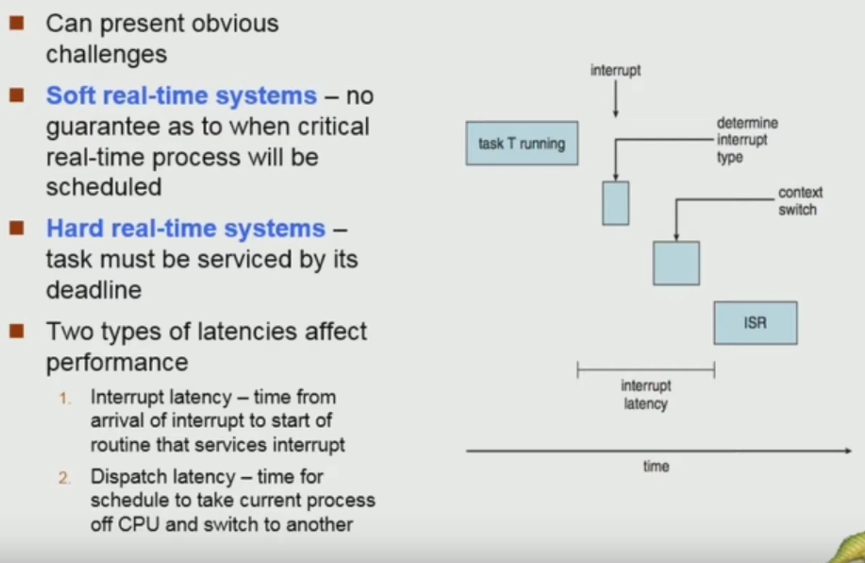 Can present obvious
challenges
Soft real-time systems – no
guarantee as to when critical
real-time process will be
scheduled
Hard real-time systems –
task must be serviced by its
deadline
Two types of latencies affect
performance
1. Interrupt latency – time from
arrival of interrupt to start of
routine that services interrupt
2. Dispatch latency – time for
schedule to take current process
off CPU and switch to another
interrupt
task T running
determine
interrupt
type
context
switch
ISR
interrupt
latency
time